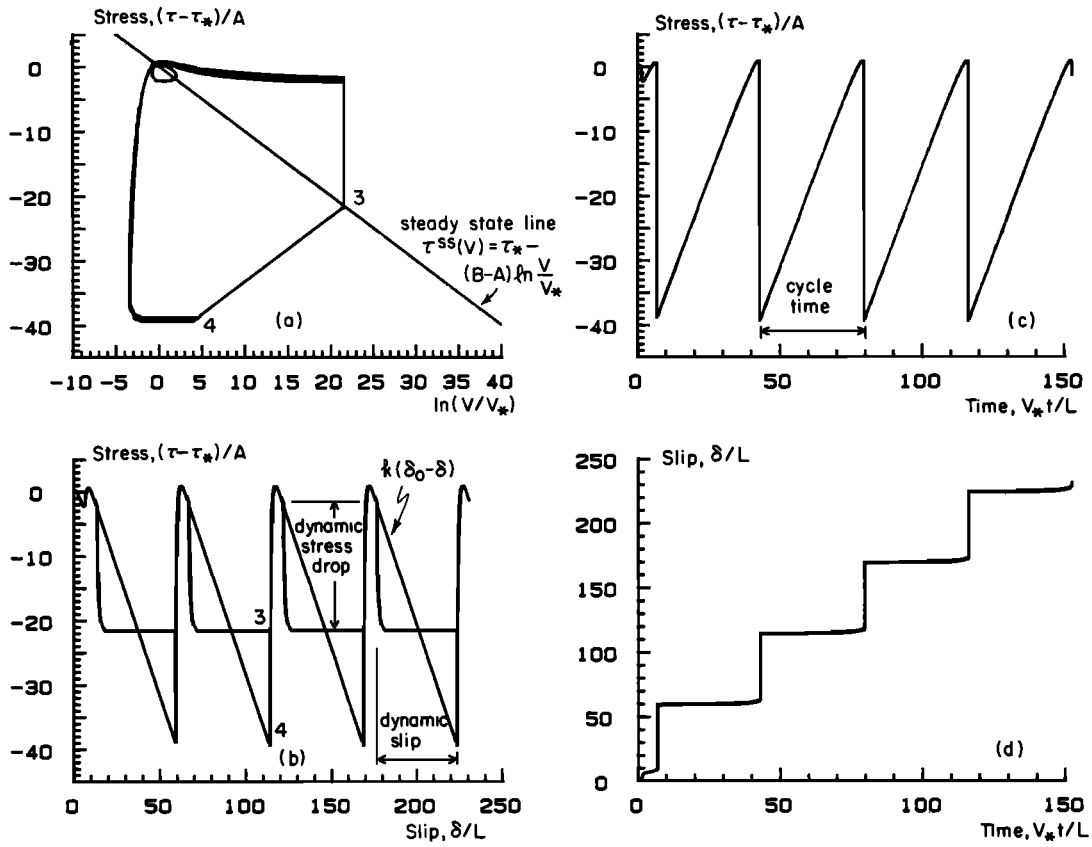 Stress, (τ-τ*)/A
0
-10
-20
-30
-40
3
4
steady state line
τ^SS(V) = τ* -
(B-A) ln V/V*
(a)
-10 -5 0 5 10 15 20 25 30 35 40
ln(V/V*)
Stress, (τ-τ*)/A
0
-10
-20
-30
-40
cycle
time
(c)
0 50 100 150
Time, V*t/L
Stress, (τ-τ*)/A
0
-10
-20
-30
-40
k(δ₀-δ)
dynamic
stress
drop
3
4
dynamic
slip
(b)
0 50 100 150 200 250
Slip, δ/L
Slip, δ/L
250
200
150
100
50
0
(d)
0 50 100 150
Time, V*t/L